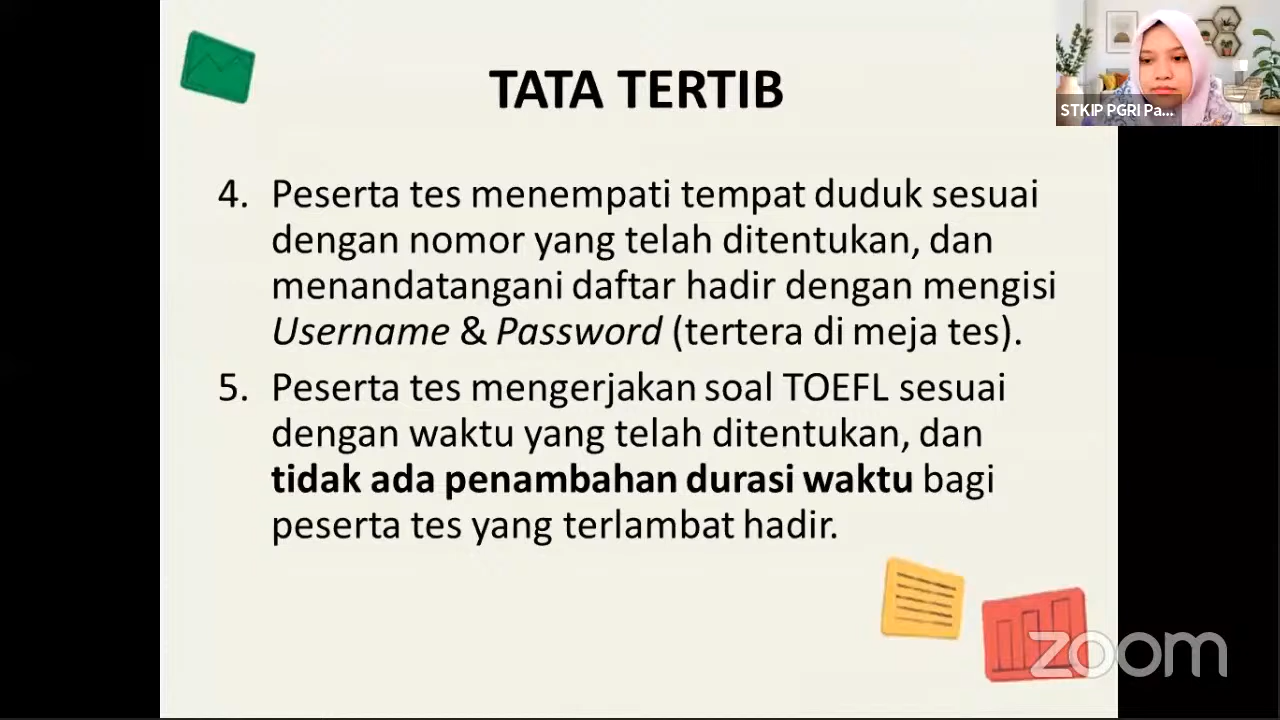 TATA TERTIB
STKIP PGRI Pa...
4. Peserta tes menempati tempat duduk sesuai
dengan nomor yang telah ditentukan, dan
menandatangani daftar hadir dengan mengisi
Username & Password (tertera di meja tes).
5. Peserta tes mengerjakan soal TOEFL sesuai
dengan waktu yang telah ditentukan, dan
tidak ada penambahan durasi waktu bagi
peserta tes yang terlambat hadir.
zoom